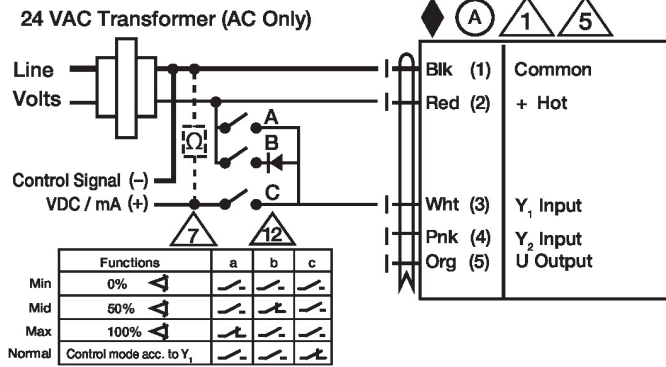 24 VAC Transformer (AC Only)
A 1 5
Line
Volts
Blk (1) Common
Red (2) + Hot
A
Ω
B
Control Signal (−)
VDC / mA (+)
C
Wht (3) Y₁ Input
Pnk (4) Y₂ Input
Org (5) U Output
7 12
Functions a b c
Min 0%
Mid 50%
Max 100%
Normal Control mode acc. to Y₁